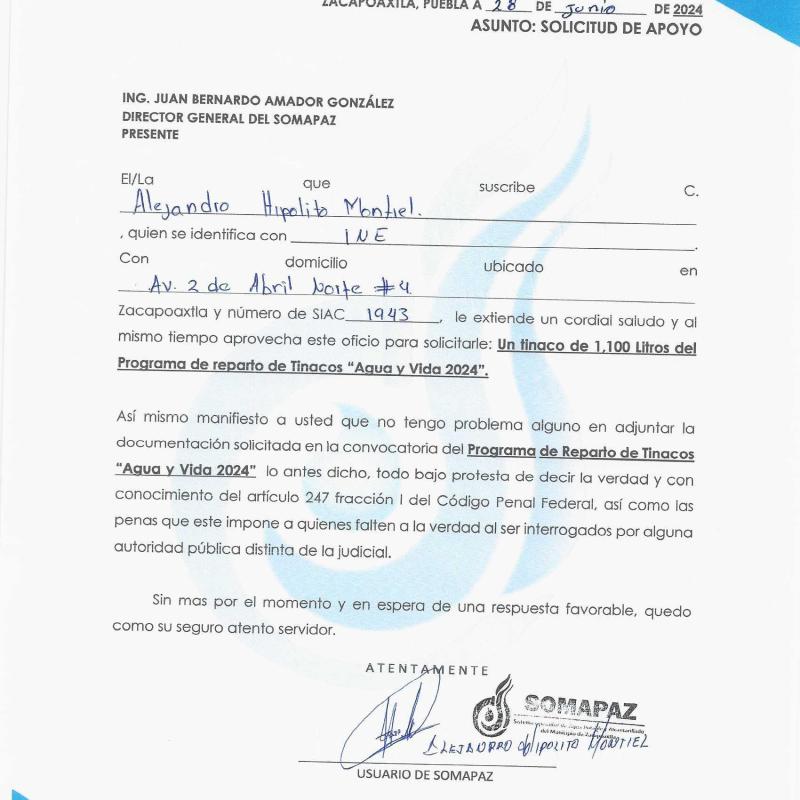 ZACAPOAXTLA, PUEBLA A 28 DE Junio DE 2024
ASUNTO: SOLICITUD DE APOYO
ING. JUAN BERNARDO AMADOR GONZÁLEZ
DIRECTOR GENERAL DEL SOMAPAZ
PRESENTE
El/La que suscribe C.
Alejandro Hipolito Montiel.
, quien se identifica con INE .
Con domicilio ubicado en
Av. 2 de Abril Norte #4
Zacapoaxtla y número de SIAC 1943 , le extiende un cordial saludo y al
mismo tiempo aprovecha este oficio para solicitarle: Un tinaco de 1,100 Litros del
Programa de reparto de Tinacos “Agua y Vida 2024”.
Así mismo manifiesto a usted que no tengo problema alguno en adjuntar la
documentación solicitada en la convocatoria del Programa de Reparto de Tinacos
“Agua y Vida 2024” lo antes dicho, todo bajo protesta de decir la verdad y con
conocimiento del artículo 247 fracción I del Código Penal Federal, así como las
penas que este impone a quienes falten a la verdad al ser interrogados por alguna
autoridad pública distinta de la judicial.
Sin mas por el momento y en espera de una respuesta favorable, quedo
como su seguro atento servidor.
ATENTAMENTE
SOMAPAZ
Sistema Operador de Agua Potable y Alcantarillado
del Municipio de Zacapoaxtla
ALEJANDRO HIPOLITO MONTIEL
USUARIO DE SOMAPAZ